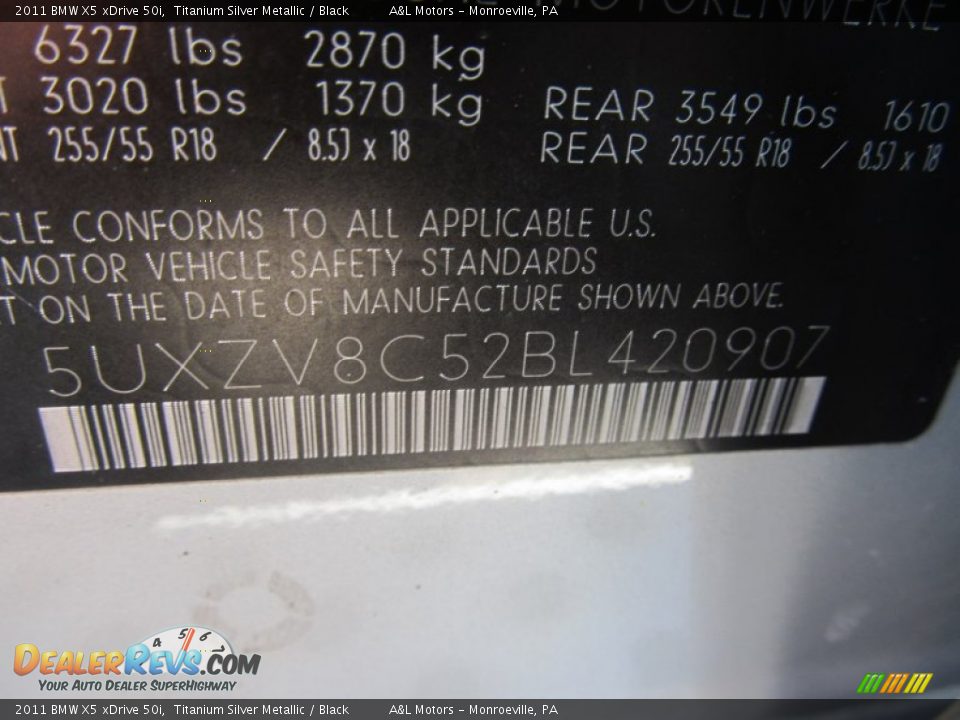 2011 BMW X5 xDrive 50i, Titanium Silver Metallic / Black A&L Motors - Monroeville, PA
6327 lbs 2870 kg
3020 lbs 1370 kg REAR 3549 lbs 1610
255/55 R18 / 8.5J x 18 REAR 255/55 R18 / 8.5J x 18
CLE CONFORMS TO ALL APPLICABLE U.S.
MOTOR VEHICLE SAFETY STANDARDS
T ON THE DATE OF MANUFACTURE SHOWN ABOVE.
5UXZV8C52BL420907
4 5 6
DEALERREVS.COM
YOUR AUTO DEALER SUPERHIGHWAY
2011 BMW X5 xDrive 50i, Titanium Silver Metallic / Black A&L Motors - Monroeville, PA